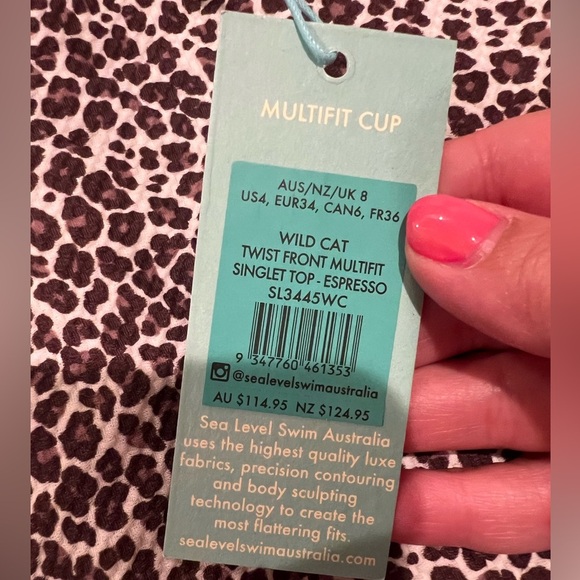 MULTIFIT CUP
AUS/NZ/UK 8
US4, EUR34, CAN6, FR36
WILD CAT
TWIST FRONT MULTIFIT
SINGLET TOP - ESPRESSO
SL3445WC
9 347760 461353
@sealevelswimaustralia
AU $114.95 NZ $124.95
Sea Level Swim Australia
uses the highest quality luxe
fabrics, precision contouring
and body sculpting
technology to create the
most flattering fits.
sealevelswimaustralia.com